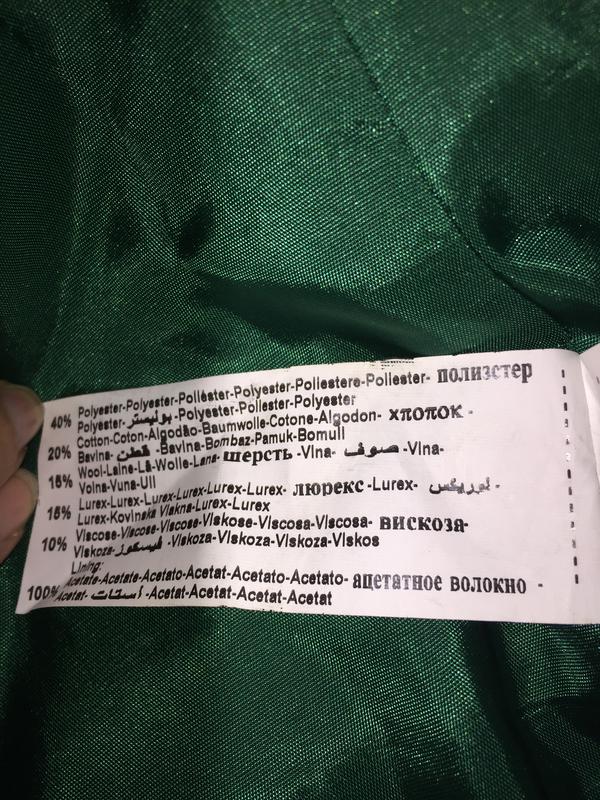 40% Polyester-Polyester-Polléster-Polyester-Poliestere-Poliester- полиэстер
Polyester- بوليستر -Polyester-Poliester-Polyester
20% Cotton-Coton-Algodão-Baumwolle-Cotone-Algodon- хлопок -
Bavlna- قطن -Bavlna-Bombaz-Pamuk-Bomull
15% Wool-Laine-Lã-Wolle-Lana- шерсть -Vlna- صوف -Vlna-
Volna-Vuna-Ull
15% Lurex-Lurex-Lurex-Lurex-Lurex-Lurex- люрекс -Lurex- لوريكس -
Lurex-Kovinska Vlakna-Lurex-Lurex
10% Viscose-Viscose-Viscose-Viskose-Viscosa-Viscosa- вискоза-
Viskoza- فيسكوز -Viskoza-Viskoza-Viskoza-Viskos
Lining:
100% Acetate-Acetate-Acetato-Acetat-Acetato-Acetato- ацетатное волокно -
Acetat- أستات -Acetat-Acetat-Acetat-Acetat